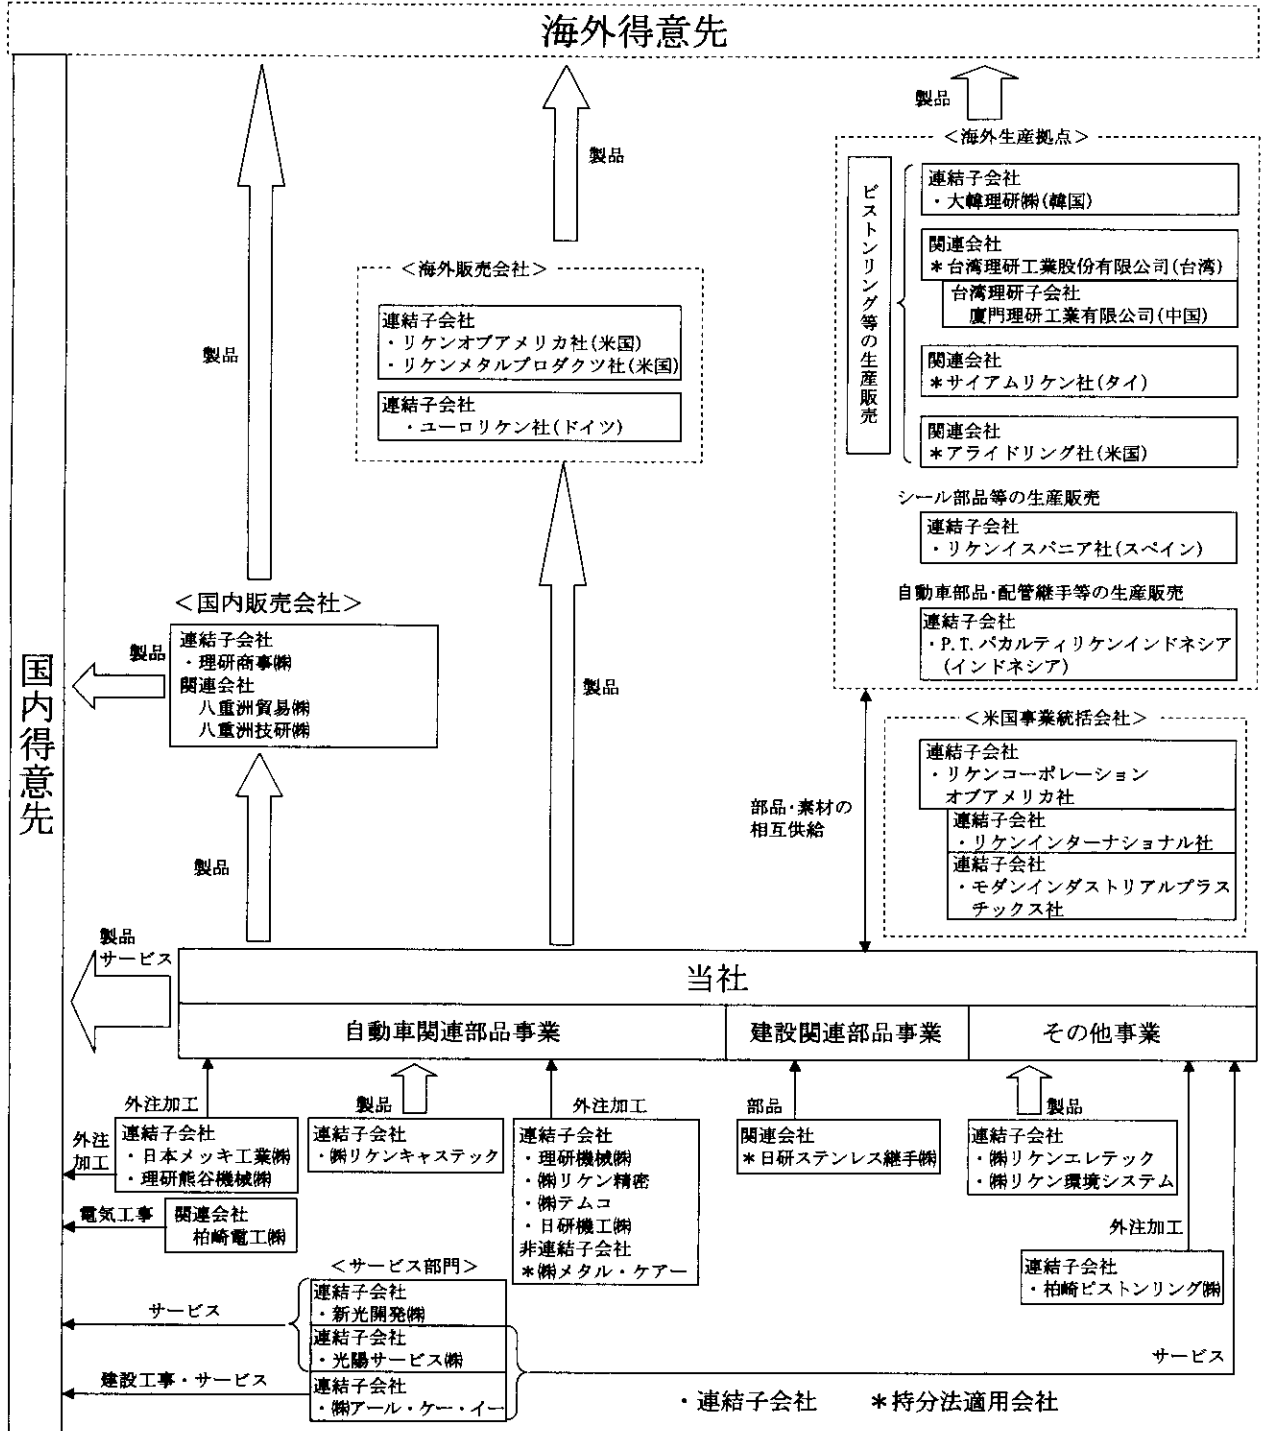 海外得意先
国内得意先
製品
製品
製品
<海外生産拠点>
ピストンリング等の生産販売
連結子会社
・大韓理研㈱(韓国)
関連会社
＊台湾理研工業股份有限公司(台湾)
台湾理研子会社
廈門理研工業有限公司(中国)
関連会社
＊サイアムリケン社(タイ)
関連会社
＊アライドリング社(米国)
シール部品等の生産販売
連結子会社
・リケンイスパニア社(スペイン)
自動車部品・配管継手等の生産販売
連結子会社
・P.T.パカルティリケンインドネシア
(インドネシア)
<海外販売会社>
連結子会社
・リケンオブアメリカ社(米国)
・リケンメタルプロダクツ社(米国)
連結子会社
・ユーロリケン社(ドイツ)
<国内販売会社>
連結子会社
・理研商事㈱
関連会社
八重洲貿易㈱
八重洲技研㈱
製品
製品
製品
部品・素材の
相互供給
<米国事業統括会社>
連結子会社
・リケンコーポレーション
オブアメリカ社
連結子会社
・リケンインターナショナル社
連結子会社
・モダンインダストリアルプラス
チックス社
製品
サービス
当社
自動車関連部品事業
建設関連部品事業
その他事業
外注加工
外注
加工
連結子会社
・日本メッキ工業㈱
・理研熊谷機械㈱
電気工事
関連会社
柏崎電工㈱
製品
連結子会社
・㈱リケンキャステック
外注加工
連結子会社
・理研機械㈱
・㈱リケン精密
・㈱テムコ
・日研機工㈱
非連結子会社
＊㈱メタル・ケアー
部品
関連会社
＊日研ステンレス継手㈱
製品
連結子会社
・㈱リケンエレテック
・㈱リケン環境システム
外注加工
連結子会社
・柏崎ピストンリング㈱
<サービス部門>
サービス
連結子会社
・新光開発㈱
連結子会社
・光陽サービス㈱
建設工事・サービス
連結子会社
・㈱アール・ケー・イー
サービス
・連結子会社　＊持分法適用会社